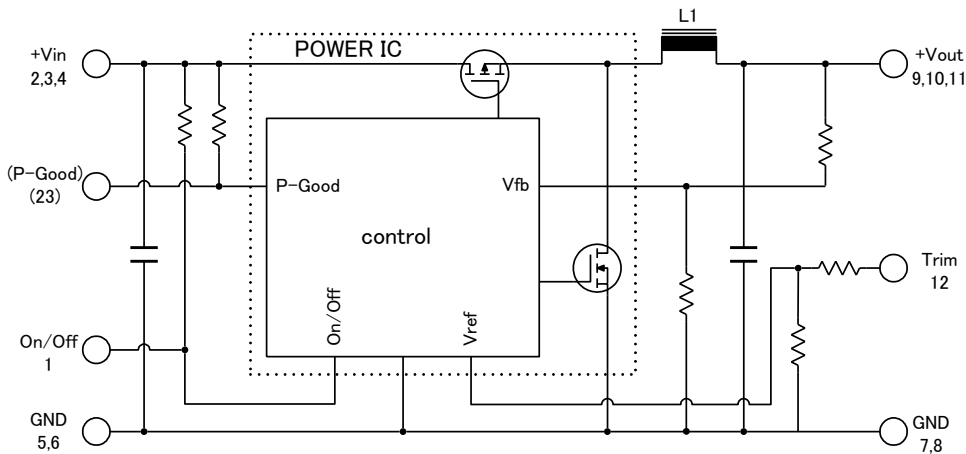 L1
POWER IC
+Vin
2,3,4
+Vout
9,10,11
(P-Good)
(23)
P-Good
Vfb
control
Trim
12
On/Off
Vref
On/Off
1
GND
5,6
GND
7,8